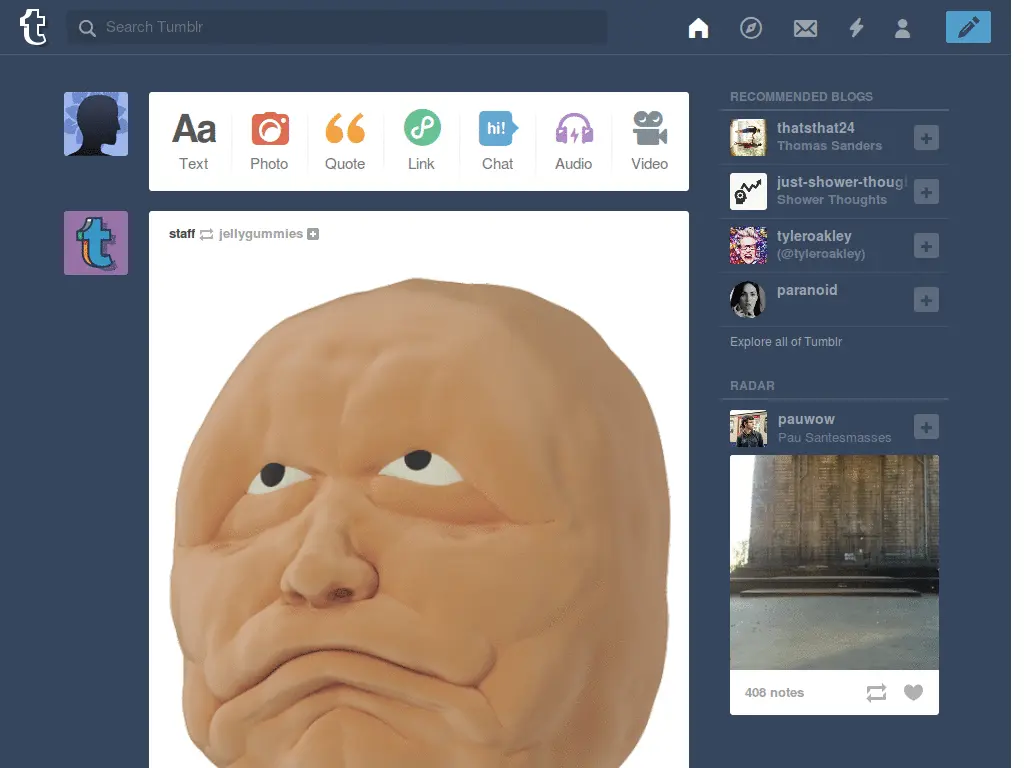 t
Search Tumblr
Aa
hi!
Text
Photo
Quote
Link
Chat
Audio
Video
staff jellygummies
RECOMMENDED BLOGS
thatsthat24
Thomas Sanders
just-shower-thoug
Shower Thoughts
tyleroakley
(@tyleroakley)
paranoid
Explore all of Tumblr
RADAR
pauwow
Pau Santesmasses
408 notes